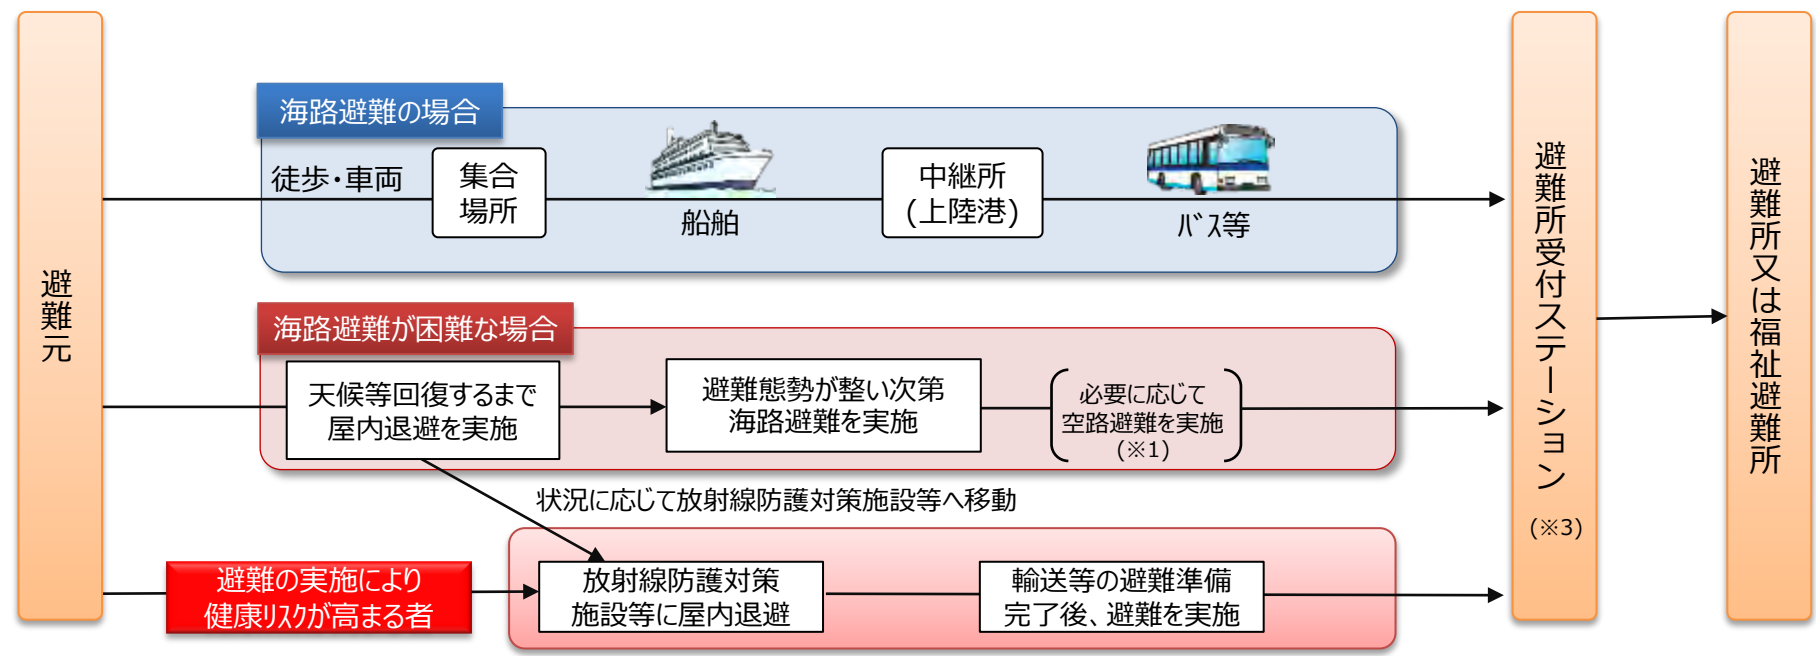 避難元
海路避難の場合
徒歩・車両
集合
場所
船舶
中継所
(上陸港)
バス等
海路避難が困難な場合
天候等回復するまで
屋内退避を実施
避難態勢が整い次第
海路避難を実施
必要に応じて
空路避難を実施
(※1)
状況に応じて放射線防護対策施設等へ移動
避難の実施により
健康リスクが高まる者
放射線防護対策
施設等に屋内退避
輸送等の避難準備
完了後、避難を実施
避難所受付ステーション
(※3)
避難所又は福祉避難所